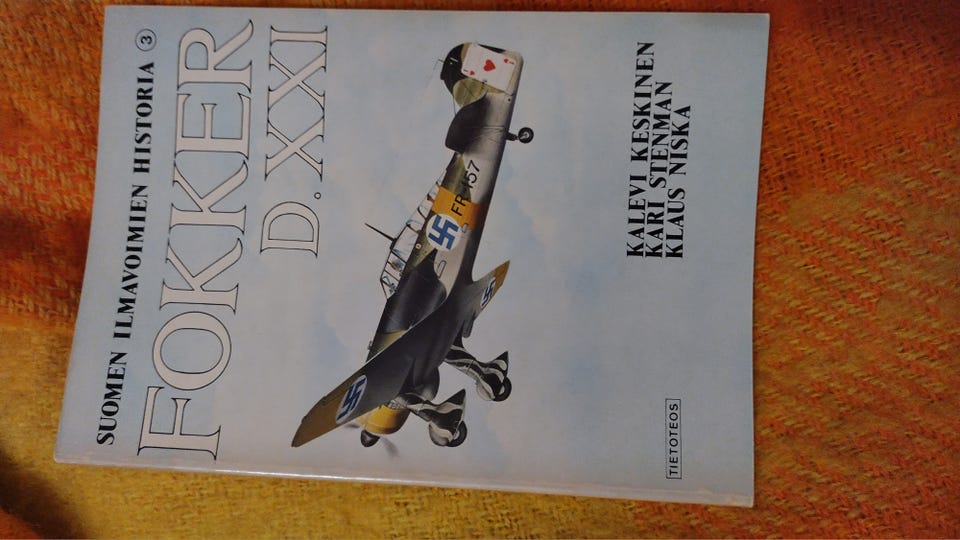 SUOMEN ILMAVOIMIEN HISTORIA 3
FOKKER
D.XXI
FR-157
KALEVI KESKINEN
KARI STENMAN
KLAUS NISKA
TIETOTEOS